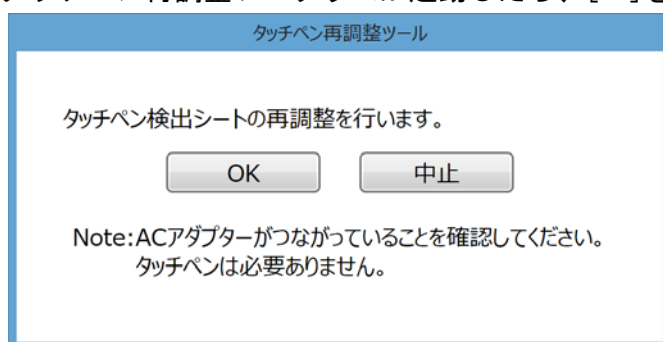 タッチペン再調整ツール
タッチペン検出シートの再調整を行います。
OK 中止
Note:ACアダプターがつながっていることを確認してください。
タッチペンは必要ありません。